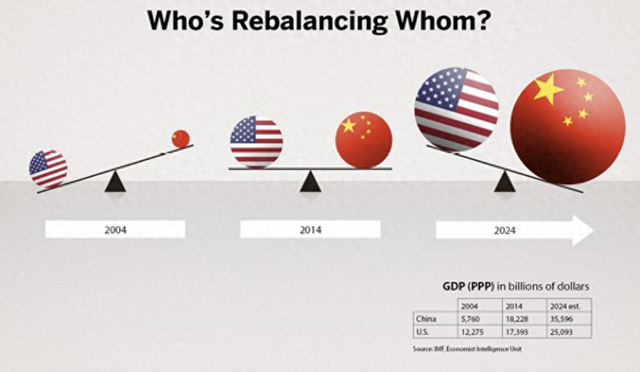 Who's Rebalancing Whom?
2004
2014
2024
GDP (PPP) in billions of dollars
2004 2014 2024 est.
China 5,760 18,228 35,596
U.S. 12,275 17,393 25,093
Source: IMF, Economist Intelligence Unit